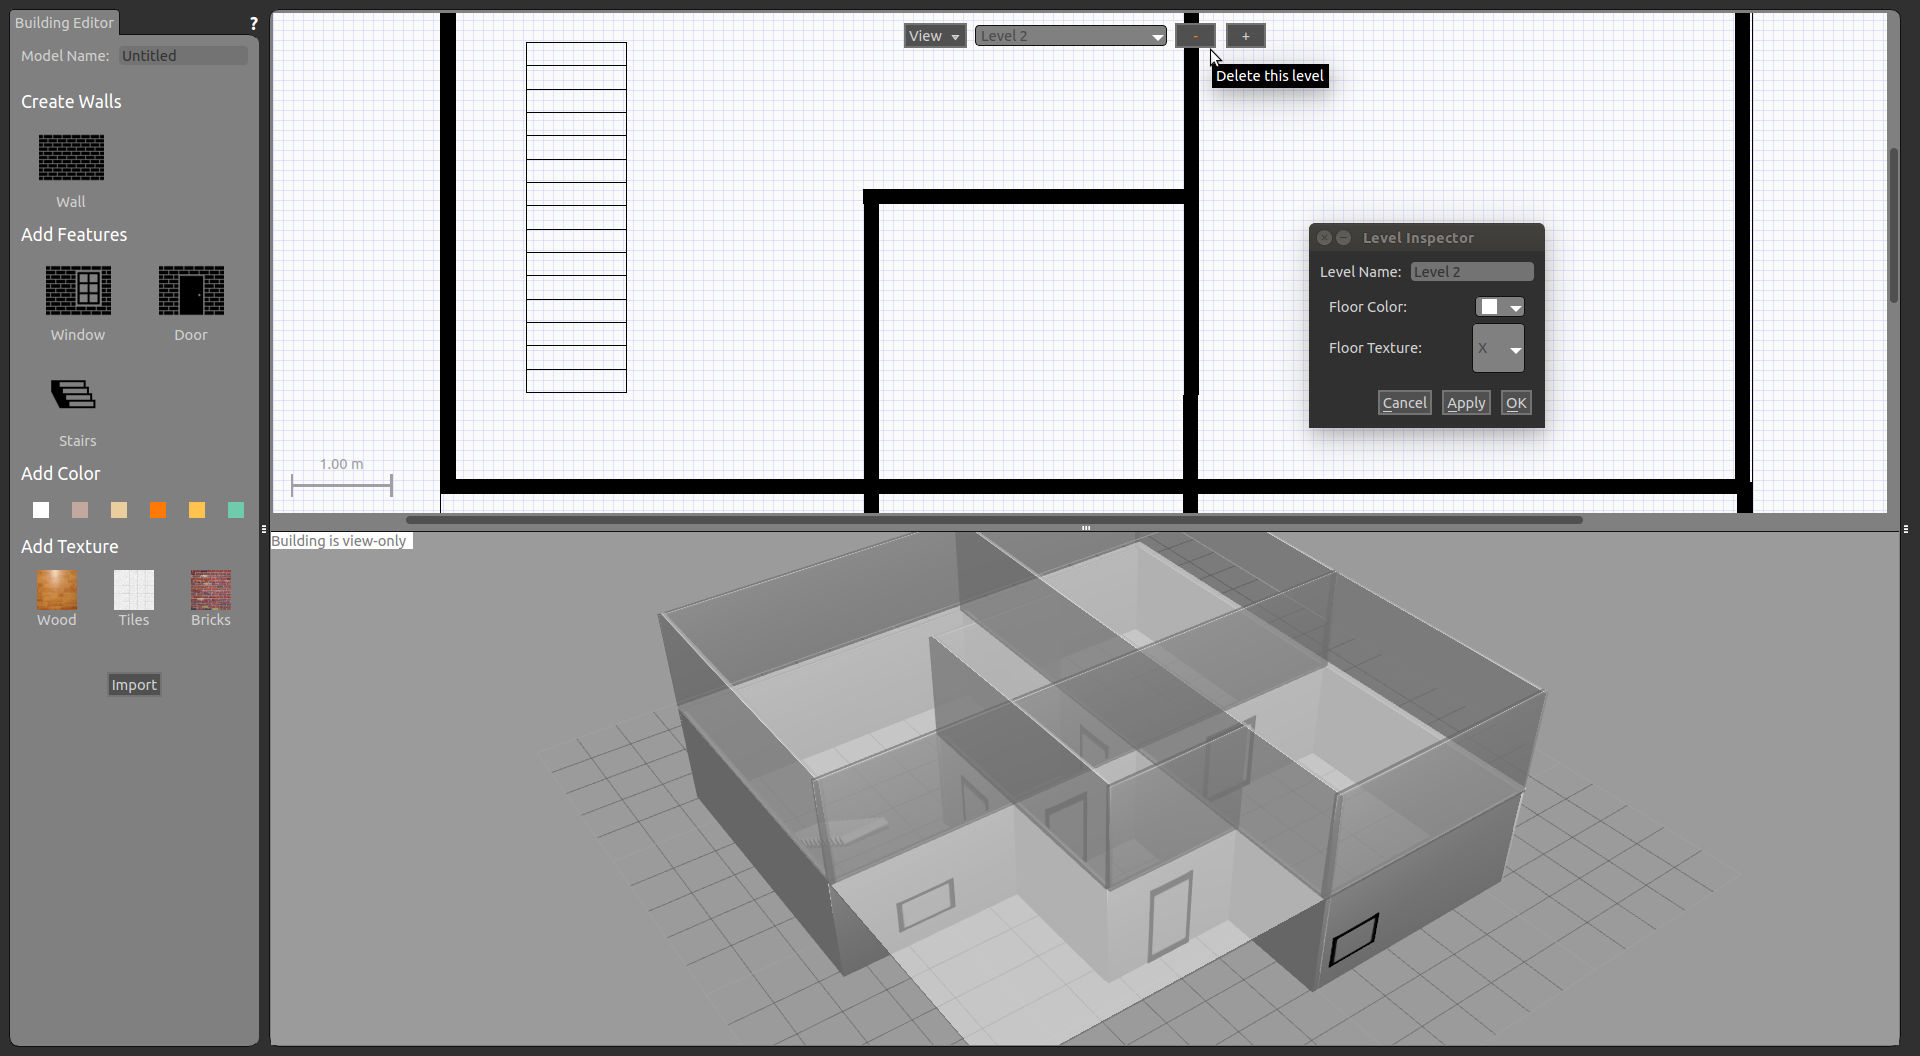 Building Editor
?
Model Name: Untitled
Create Walls
Wall
Add Features
Window Door
Stairs
Add Color
Add Texture
Wood Tiles Bricks
Import
View Level 2 - +
Delete this level
1.00 m
Level Inspector
Level Name: Level 2
Floor Color:
Floor Texture: X
Cancel Apply OK
Building is view-only